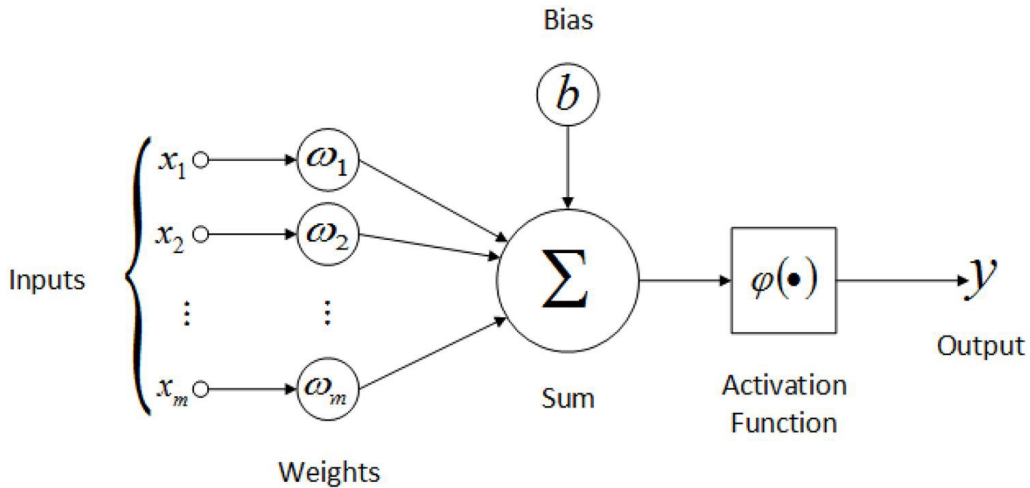 Bias
b
x₁ ω₁
x₂ ω₂
Inputs
⋮ ⋮
Σ
φ(•)
y
Output
xₘ ωₘ
Sum
Activation
Function
Weights